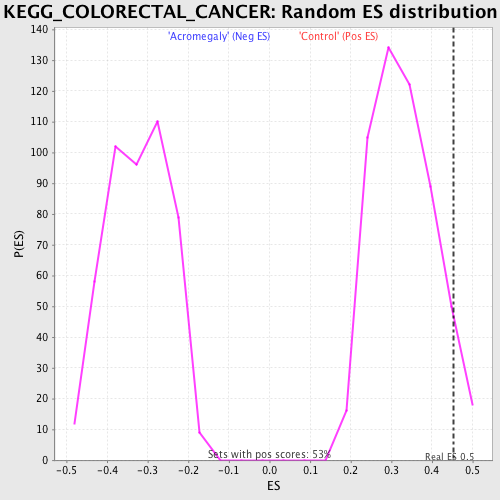 KEGG_COLORECTAL_CANCER: Random ES distribution
'Acromegaly' (Neg ES) 'Control' (Pos ES)
140
130
120
110
100
90
80
70
60
50
40
30
20
10
0
P(ES)
Sets with pos scores: 53%
Real ES 0.5
-0.5 -0.4 -0.3 -0.2 -0.1 0.0 0.1 0.2 0.3 0.4 0.5
ES